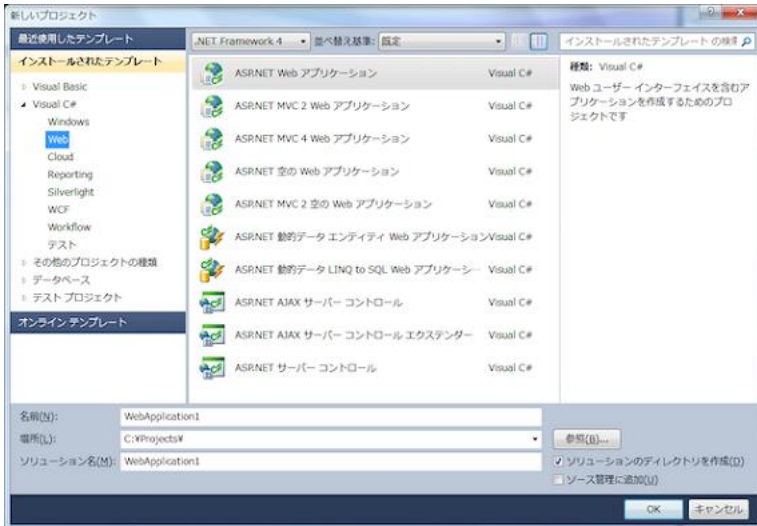 新しいプロジェクト
最近使用したテンプレート
.NET Framework 4
並べ替え基準: 既定
インストールされたテンプレート の検索
インストールされたテンプレート
Visual Basic
Visual C#
Windows
Web
Cloud
Reporting
Silverlight
WCF
Workflow
テスト
その他のプロジェクトの種類
データベース
テスト プロジェクト
オンライン テンプレート
ASP.NET Web アプリケーション Visual C#
ASP.NET MVC 2 Web アプリケーション Visual C#
ASP.NET MVC 4 Web アプリケーション Visual C#
ASP.NET 空の Web アプリケーション Visual C#
ASP.NET MVC 2 空の Web アプリケーション Visual C#
ASP.NET 動的データ エンティティ Web アプリケーション Visual C#
ASP.NET 動的データ LINQ to SQL Web アプリケーシ… Visual C#
ASP.NET AJAX サーバー コントロール Visual C#
ASP.NET AJAX サーバー コントロール エクステンダー Visual C#
ASP.NET サーバー コントロール Visual C#
種類: Visual C#
Web ユーザー インターフェイスを含むア
プリケーションを作成するためのプロ
ジェクトです
名前(N): WebApplication1
場所(L): C:¥Projects¥
参照(B)...
ソリューション名(M): WebApplication1
ソリューションのディレクトリを作成(D)
ソース管理に追加(U)
OK キャンセル